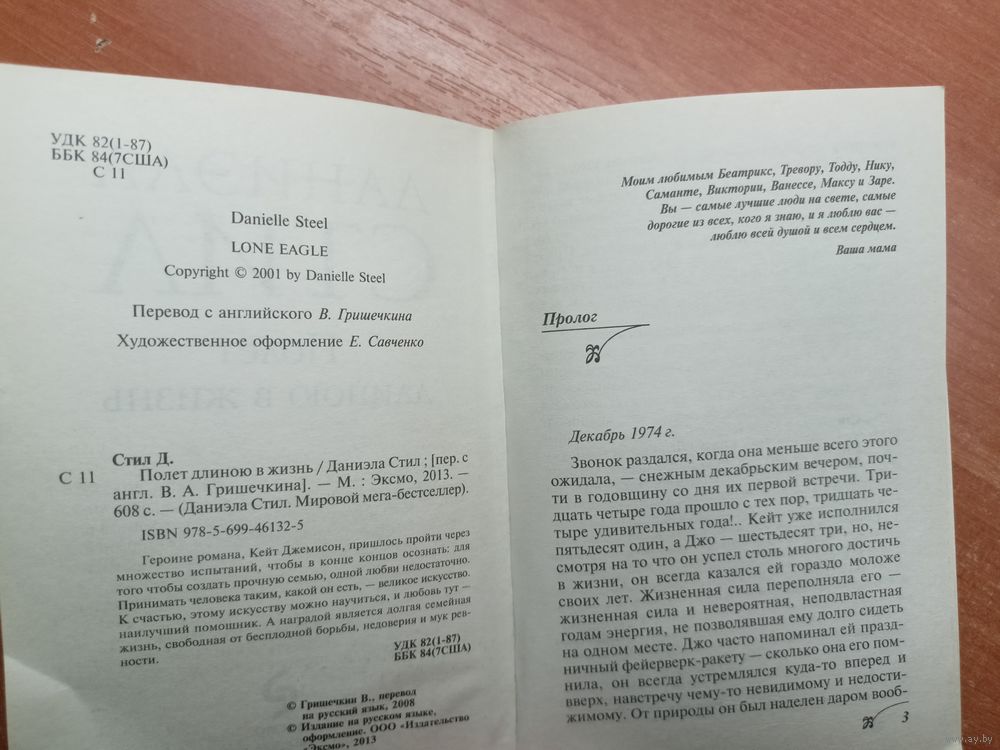 УДК 82(1-87)
ББК 84(7США)
С 11
Danielle Steel
LONE EAGLE
Copyright © 2001 by Danielle Steel
Перевод с английского В. Гришечкина
Художественное оформление Е. Савченко
Стил Д.
С 11 Полет длиною в жизнь / Даниэла Стил ; [пер. с
англ. В. А. Гришечкина]. — М. : Эксмо, 2013. —
608 с. — (Даниэла Стил. Мировой мега-бестселлер).
ISBN 978-5-699-46132-5
Героине романа, Кейт Джемисон, пришлось пройти через
множество испытаний, чтобы в конце концов осознать: для
того чтобы создать прочную семью, одной любви недостаточно.
Принимать человека таким, какой он есть, — великое искусство.
К счастью, этому искусству можно научиться, и любовь тут —
наилучший помощник. А наградой является долгая семейная
жизнь, свободная от бесплодной борьбы, недоверия и мук рев-
ности.
УДК 82(1-87)
ББК 84(7США)
© Гришечкин В., перевод
на русский язык, 2008
© Издание на русском языке,
оформление. ООО «Издательство
«Эксмо», 2013
Моим любимым Беатрикс, Тревору, Тодду, Нику,
Саманте, Виктории, Ванессе, Максу и Заре.
Вы — самые лучшие люди на свете, самые
дорогие из всех, кого я знаю, и я люблю вас —
люблю всей душой и всем сердцем.
Ваша мама
Пролог
Декабрь 1974 г.
Звонок раздался, когда она меньше всего этого
ожидала, — снежным декабрьским вечером, поч-
ти в годовщину со дня их первой встречи. Три-
дцать четыре года прошло с тех пор, тридцать че-
тыре удивительных года!.. Кейт уже исполнился
пятьдесят один, а Джо — шестьдесят три, но, не-
смотря на то что он успел столь многого достичь
в жизни, он всегда казался ей гораздо моложе
своих лет. Жизненная сила переполняла его —
жизненная сила и невероятная, неподвластная
годам энергия, не позволявшая ему долго сидеть
на одном месте. Джо часто напоминал ей празд-
ничный фейерверк-ракету — сколько она его пом-
нила, он всегда устремлялся куда-то вперед и
вверх, навстречу чему-то невидимому и недости-
жимому. От природы он был наделен даром вооб-
3
www.ay.by